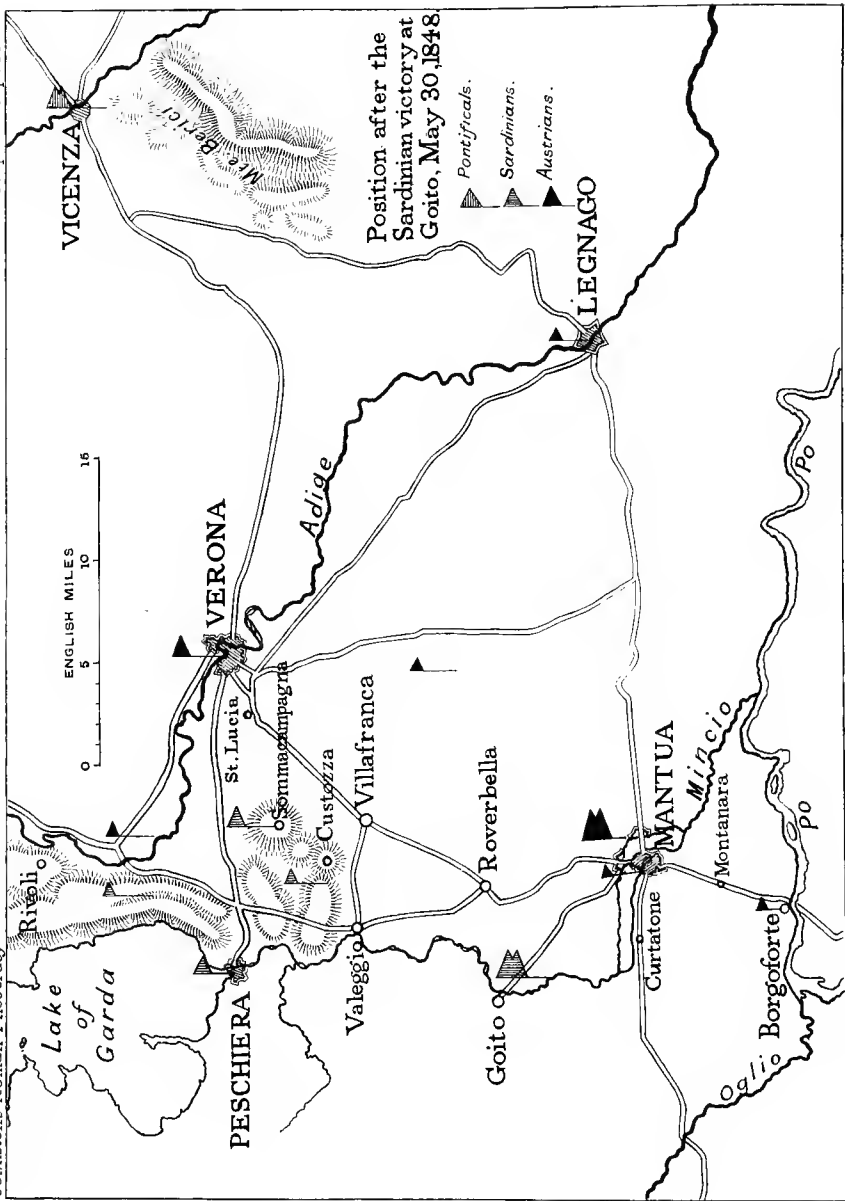 VICENZA
Mte. Berici
Position after the
Sardinian victory at
Goito, May 30, 1848.
Pontificals.
Sardinians.
Austrians.
LEGNAGO
ENGLISH MILES
0 5 10 15
VERONA
Adige
St. Lucia
Sommacampagna
Custozza
Villafranca
Roverbella
Rivoli
Lake
of
Garda
PESCHIERA
Valeggio
Goito
MANTUA
Mincio
Curtatone
Montanara
Borgoforte
Oglio
Po
Po